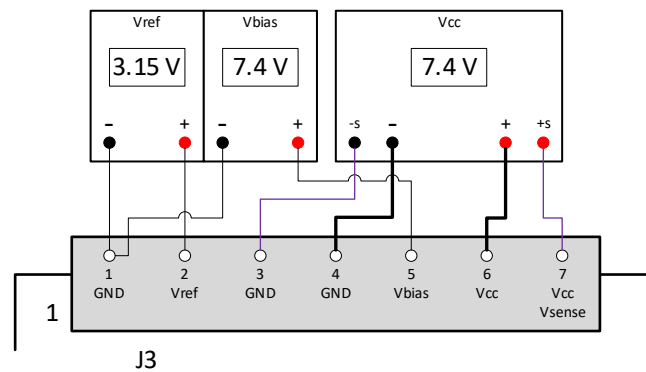 Vref Vbias Vcc
3.15 V 7.4 V 7.4 V
– + – + -s – + +s
1 2 3 4 5 6 7
GND Vref GND GND Vbias Vcc Vcc
Vsense
1
J3